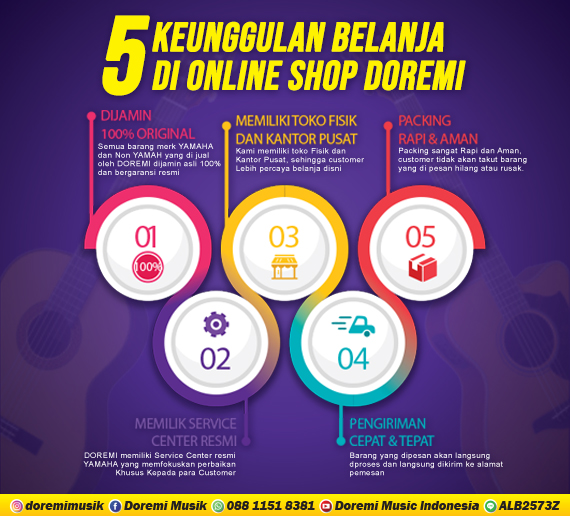 5 KEUNGGULAN BELANJA
DI ONLINE SHOP DOREMI
DIJAMIN
100% ORIGINAL
Semua barang merk YAMAHA
dan Non YAMAH yang di jual
oleh DOREMI dijamin asli 100%
dan bergaransi resmi
MEMILIKI TOKO FISIK
DAN KANTOR PUSAT
Kami memiliki toko Fisik dan
Kantor Pusat, sehingga customer
Lebih percaya belanja disni
PACKING
RAPI & AMAN
Packing sangat Rapi dan Aman,
customer tidak akan takut barang
yang di pesan hilang atau rusak.
01
100%
03
05
02
04
MEMILIK SERVICE
CENTER RESMI
DOREMI memiliki Service Center resmi
YAMAHA yang memfokuskan perbaikan
Khusus Kepada para Customer
PENGIRIMAN
CEPAT & TEPAT
Barang yang dipesan akan langsung
dproses dan langsung dikirim ke alamat
pemesan
doremimusik Doremi Musik 088 1151 8381 Doremi Music Indonesia ALB2573Z